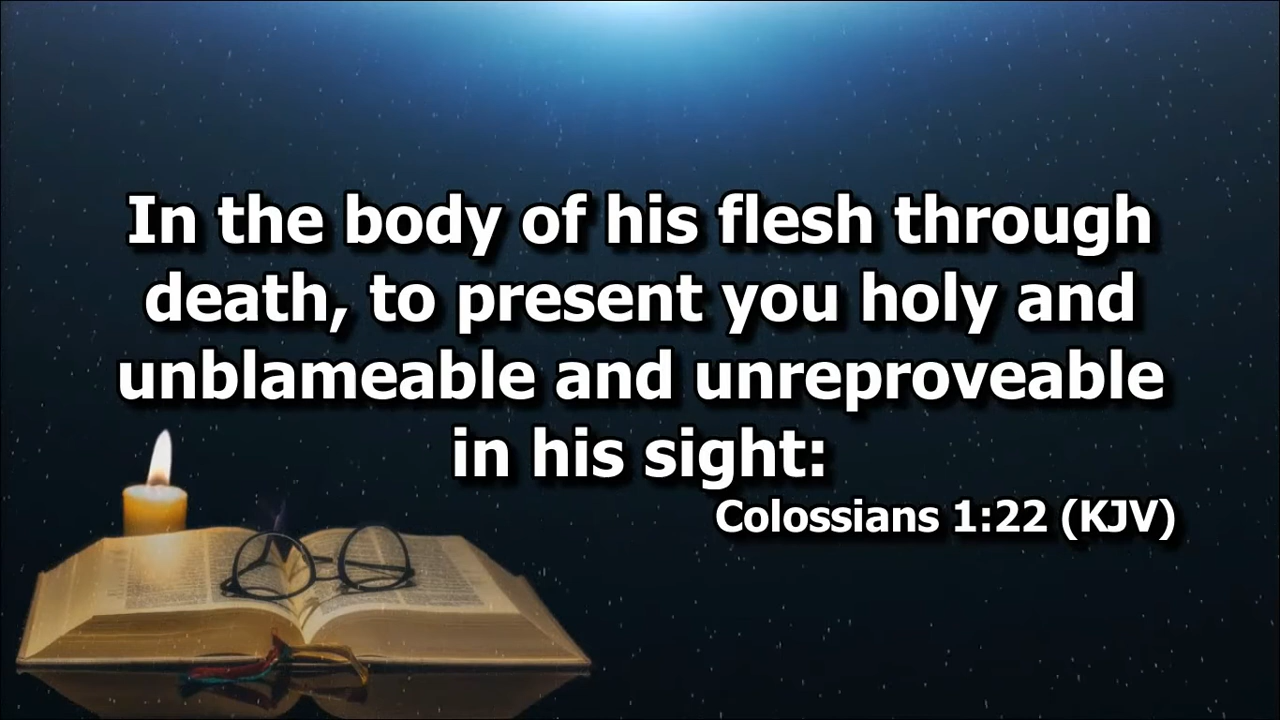 In the body of his flesh through
death, to present you holy and
unblameable and unreproveable
in his sight:
Colossians 1:22 (KJV)